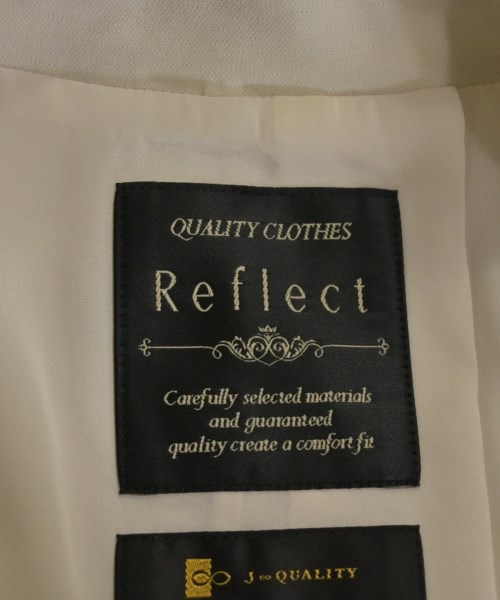 QUALITY CLOTHES
Reflect
Carefully selected materials
and guaranteed
quality create a comfort fit
J∞QUALITY